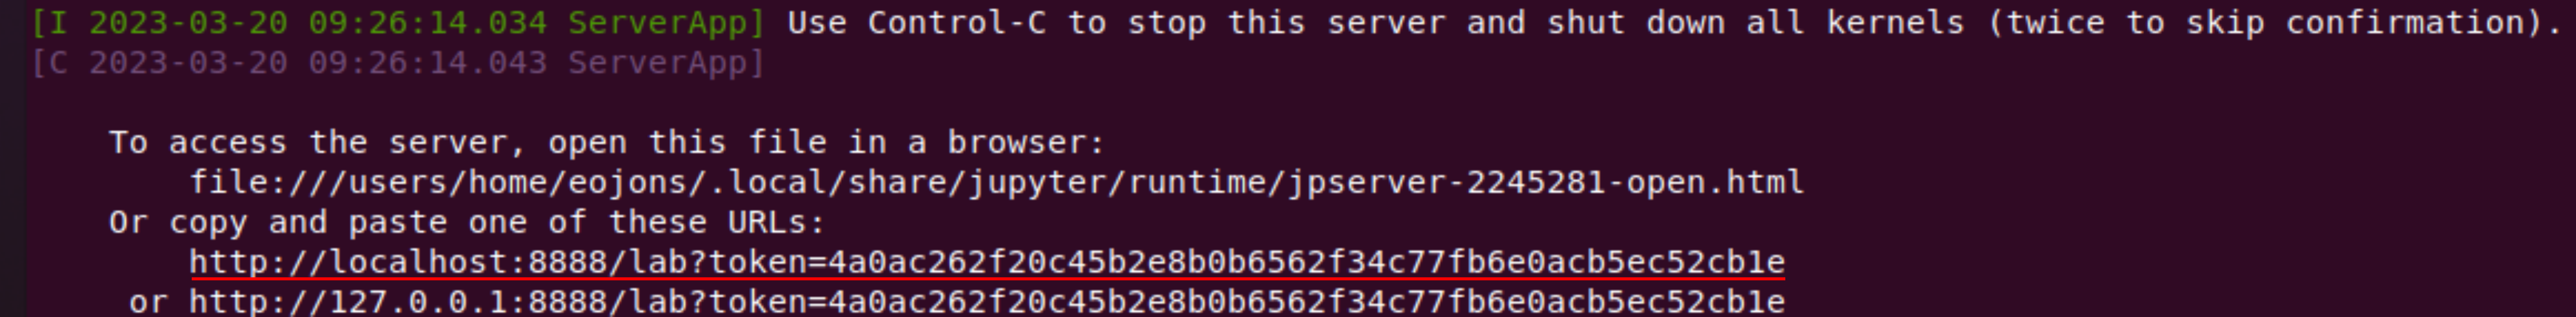 [I 2023-03-20 09:26:14.034 ServerApp] Use Control-C to stop this server and shut down all kernels (twice to skip confirmation).
[C 2023-03-20 09:26:14.043 ServerApp]
To access the server, open this file in a browser:
file:///users/home/eojons/.local/share/jupyter/runtime/jpserver-2245281-open.html
Or copy and paste one of these URLs:
http://localhost:8888/lab?token=4a0ac262f20c45b2e8b0b6562f34c77fb6e0acb5ec52cb1e
or http://127.0.0.1:8888/lab?token=4a0ac262f20c45b2e8b0b6562f34c77fb6e0acb5ec52cb1e